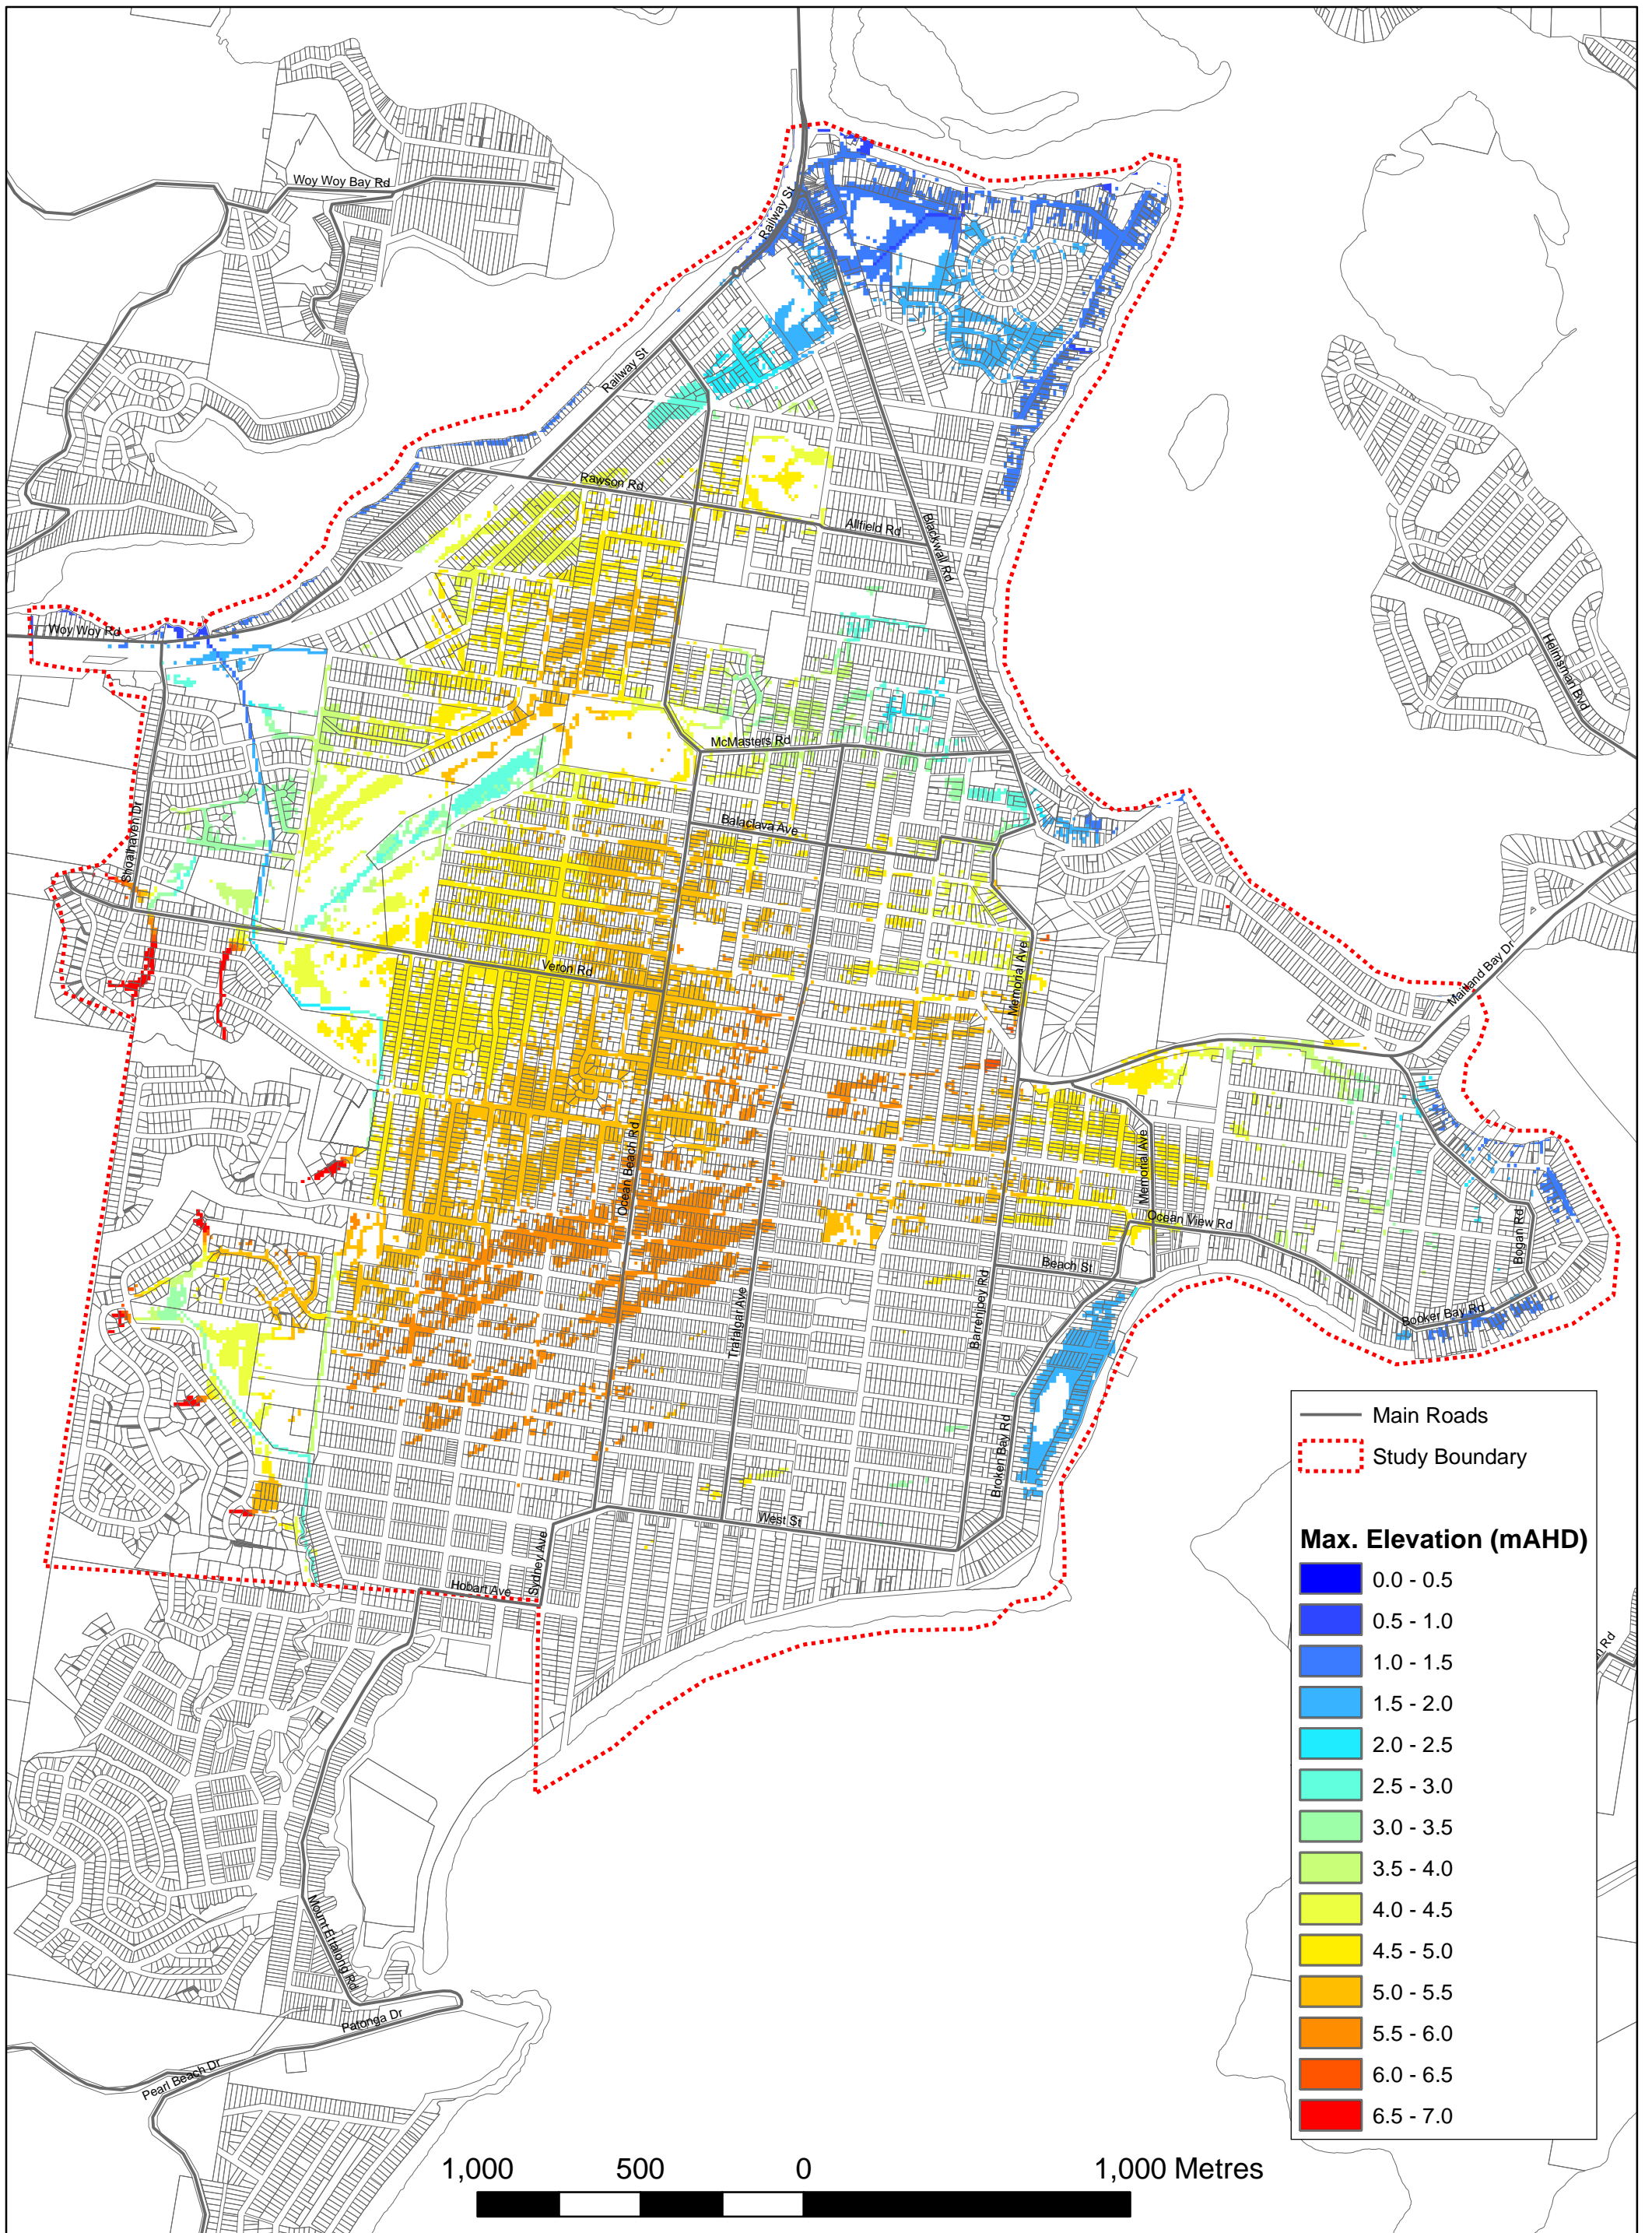 Woy Woy Bay Rd
Railway St
Railway St
Rawson Rd
Allfield Rd
Blackwall Rd
Woy Woy Rd
Helmsman Bvd
McMasters Rd
Shoalhaven Dr
Balaclava Ave
Veron Rd
Memorial Ave
Maitland Bay Dr
Ocean Beach Rd
Memorial Ave
Ocean View Rd
Bogan Rd
Beach St
Trafalgar Ave
Barrenjoey Rd
Booker Bay Rd
Broken Bay Rd
West St
Sydney Ave
Hobart Ave
Mount Ettalong Rd
Patonga Dr
Pearl Beach Dr
n Rd
Main Roads
Study Boundary
Max. Elevation (mAHD)
0.0 - 0.5
0.5 - 1.0
1.0 - 1.5
1.5 - 2.0
2.0 - 2.5
2.5 - 3.0
3.0 - 3.5
3.5 - 4.0
4.0 - 4.5
4.5 - 5.0
5.0 - 5.5
5.5 - 6.0
6.0 - 6.5
6.5 - 7.0
1,000 500 0 1,000 Metres